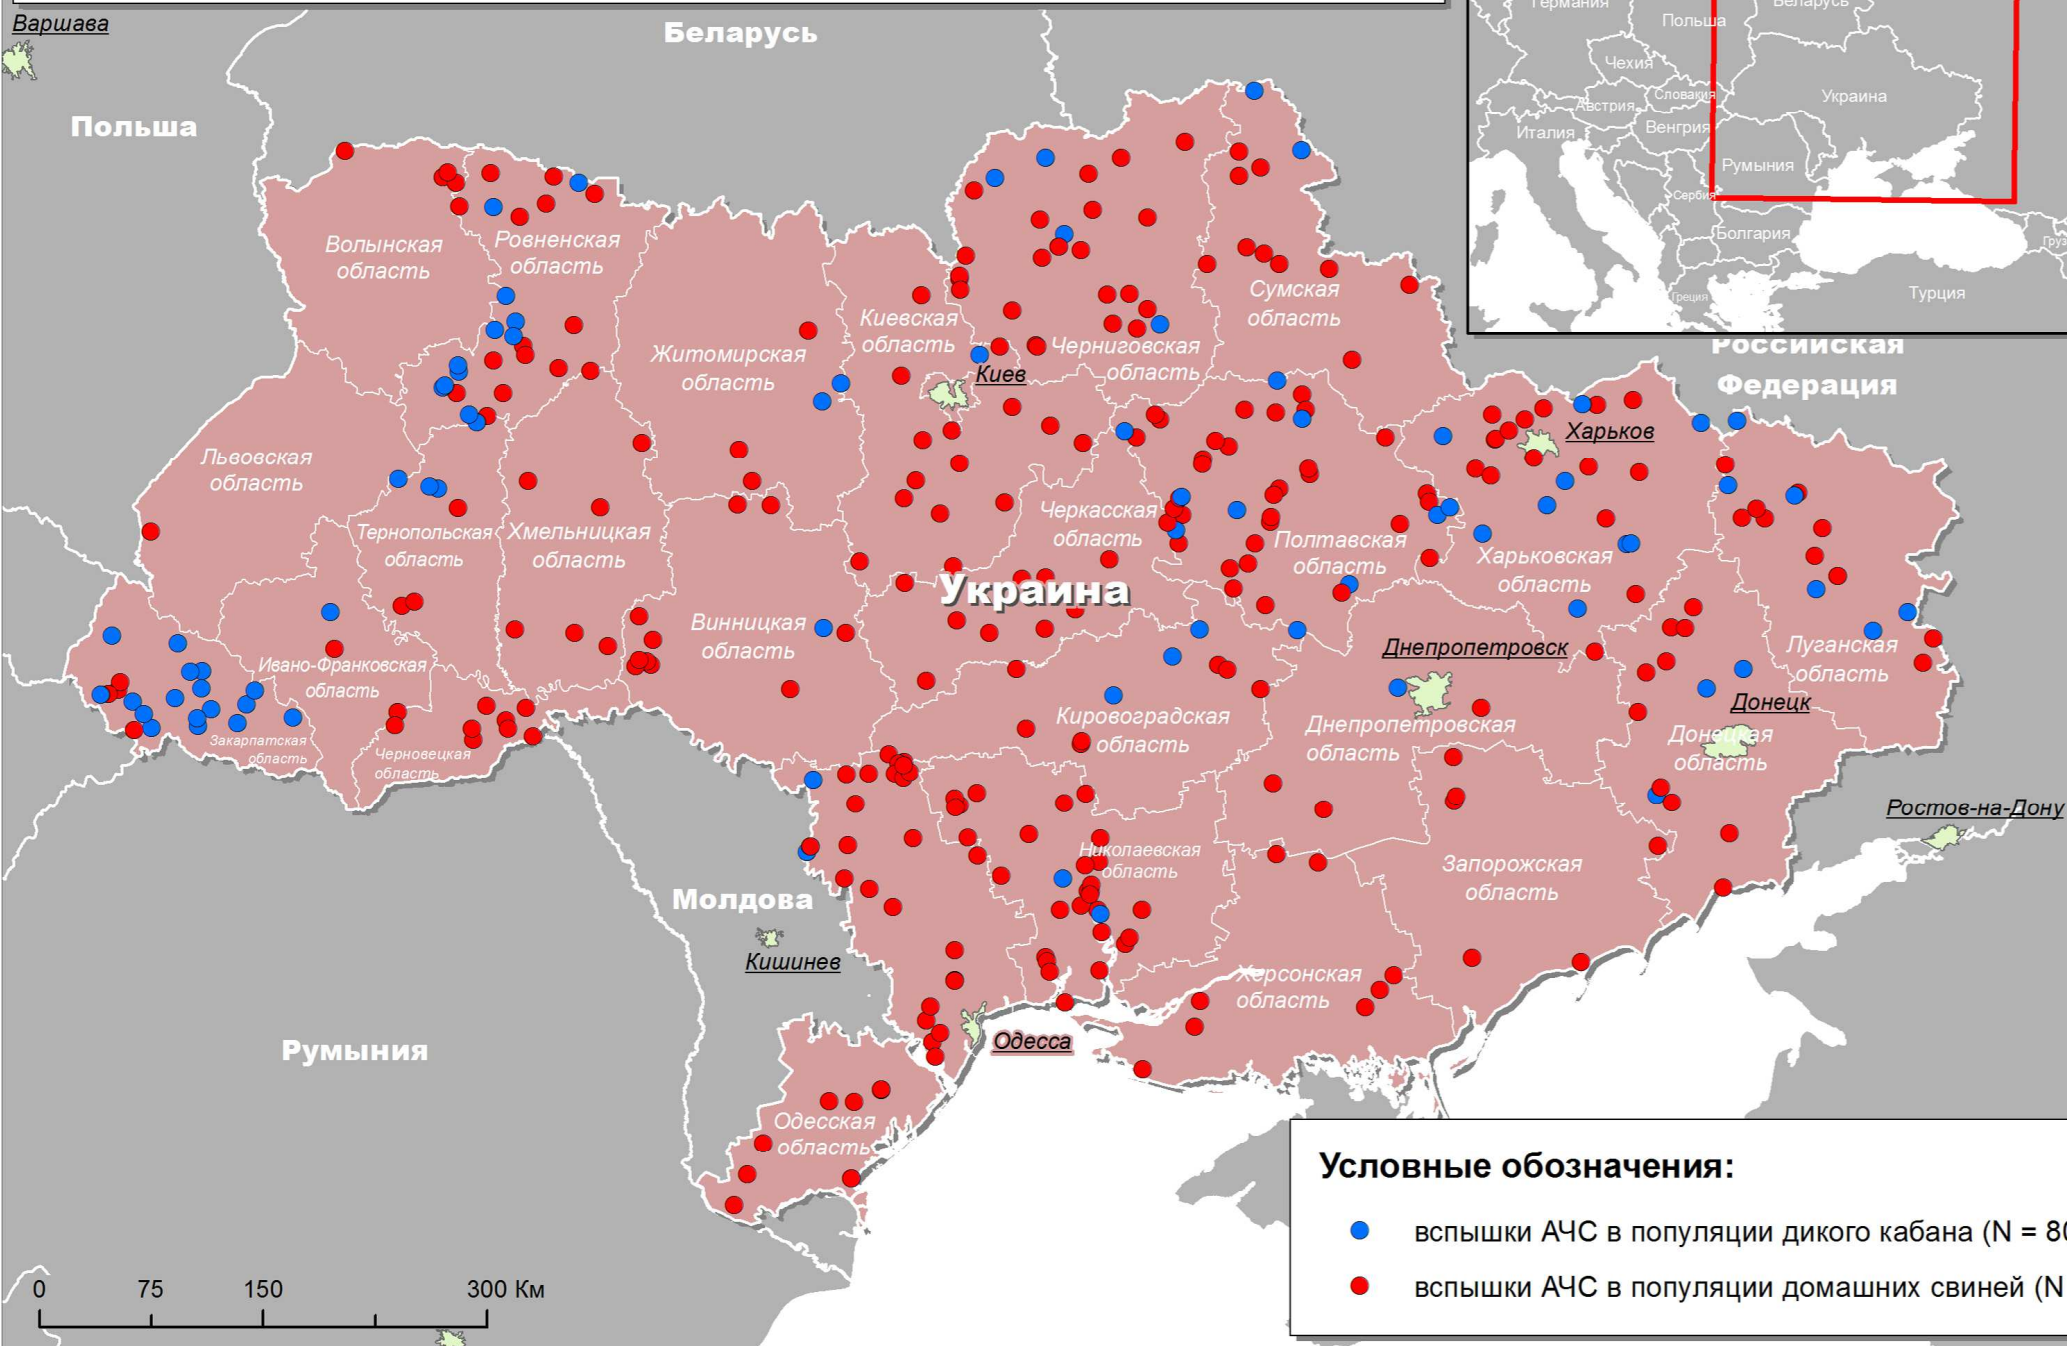 Варшава
Беларусь
Польша
Германия
Польша
Беларусь
Чехия
Словакия
Австрия
Украина
Италия
Венгрия
Румыния
Сербия
Болгария
Груз
Греция
Турция
Волынская
область
Ровненская
область
Житомирская
область
Киевская
область
Киев
Черниговская
область
Сумская
область
Российская
Федерация
Львовская
область
Тернопольская
область
Хмельницкая
область
Черкасская
область
Полтавская
область
Харьков
Харьковская
область
Украина
Винницкая
область
Ивано-Франковская
область
Закарпатская
область
Черновецкая
область
Кировоградская
область
Днепропетровск
Днепропетровская
область
Луганская
область
Донецк
Донецкая
область
Ростов-на-Дону
Николаевская
область
Запорожская
область
Молдова
Кишинев
Херсонская
область
Румыния
Одесса
Одесская
область
Условные обозначения:
вспышки АЧС в популяции дикого кабана (N = 80
вспышки АЧС в популяции домашних свиней (N
0 75 150 300 Км